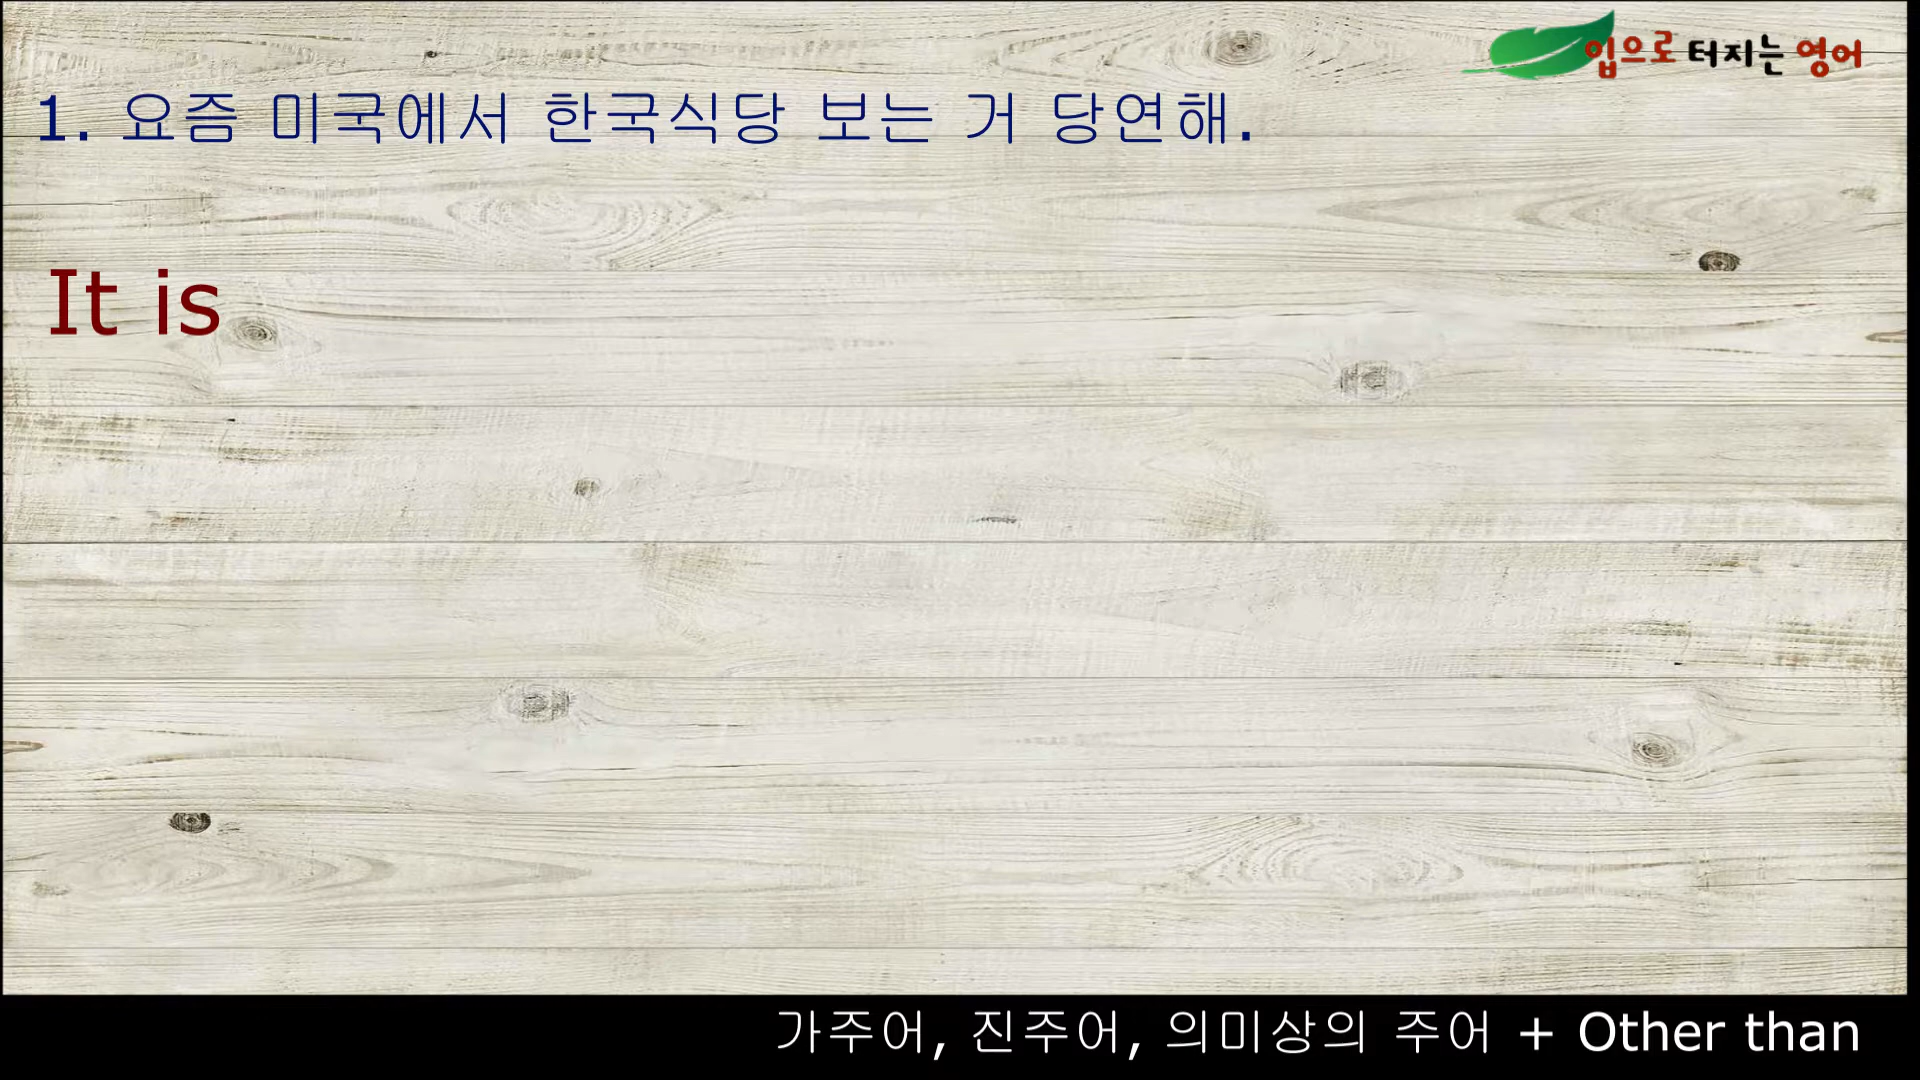 입으로 터지는 영어
1. 요즘 미국에서 한국식당 보는 거 당연해.
It is
가주어, 진주어, 의미상의 주어 + Other than